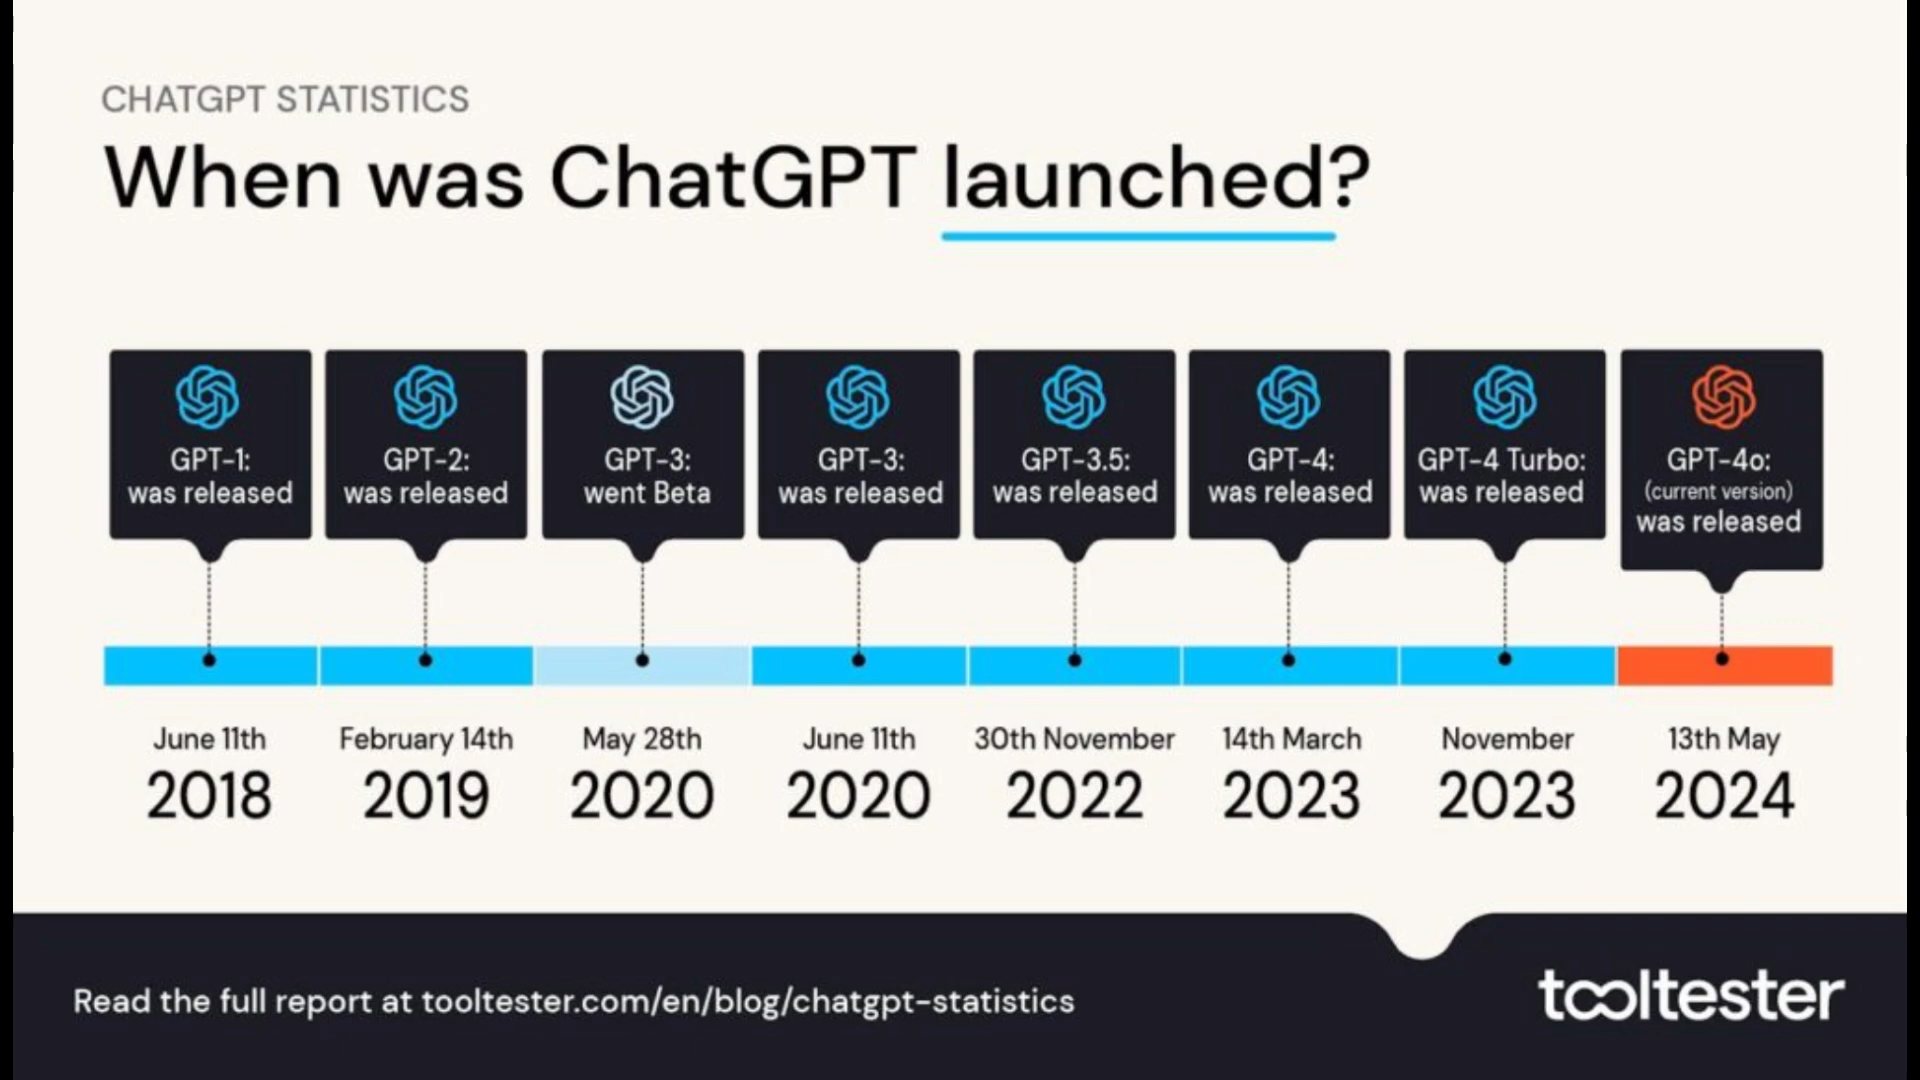 CHATGPT STATISTICS
When was ChatGPT launched?
GPT-1:
was released
GPT-2:
was released
GPT-3:
went Beta
GPT-3:
was released
GPT-3.5:
was released
GPT-4:
was released
GPT-4 Turbo:
was released
GPT-4o:
(current version)
was released
June 11th
2018
February 14th
2019
May 28th
2020
June 11th
2020
30th November
2022
14th March
2023
November
2023
13th May
2024
Read the full report at tooltester.com/en/blog/chatgpt-statistics
tooltester